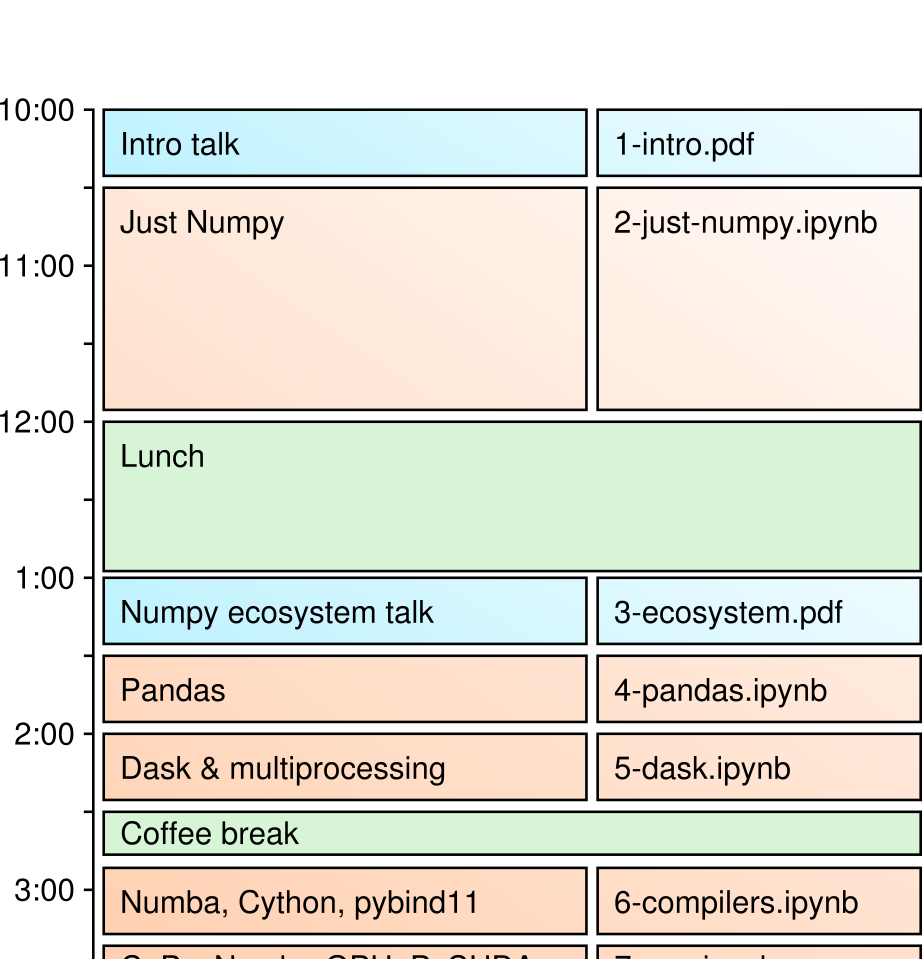 10:00
Intro talk 1-intro.pdf
Just Numpy 2-just-numpy.ipynb
11:00
12:00
Lunch
1:00
Numpy ecosystem talk 3-ecosystem.pdf
Pandas 4-pandas.ipynb
2:00
Dask & multiprocessing 5-dask.ipynb
Coffee break
3:00
Numba, Cython, pybind11 6-compilers.ipynb